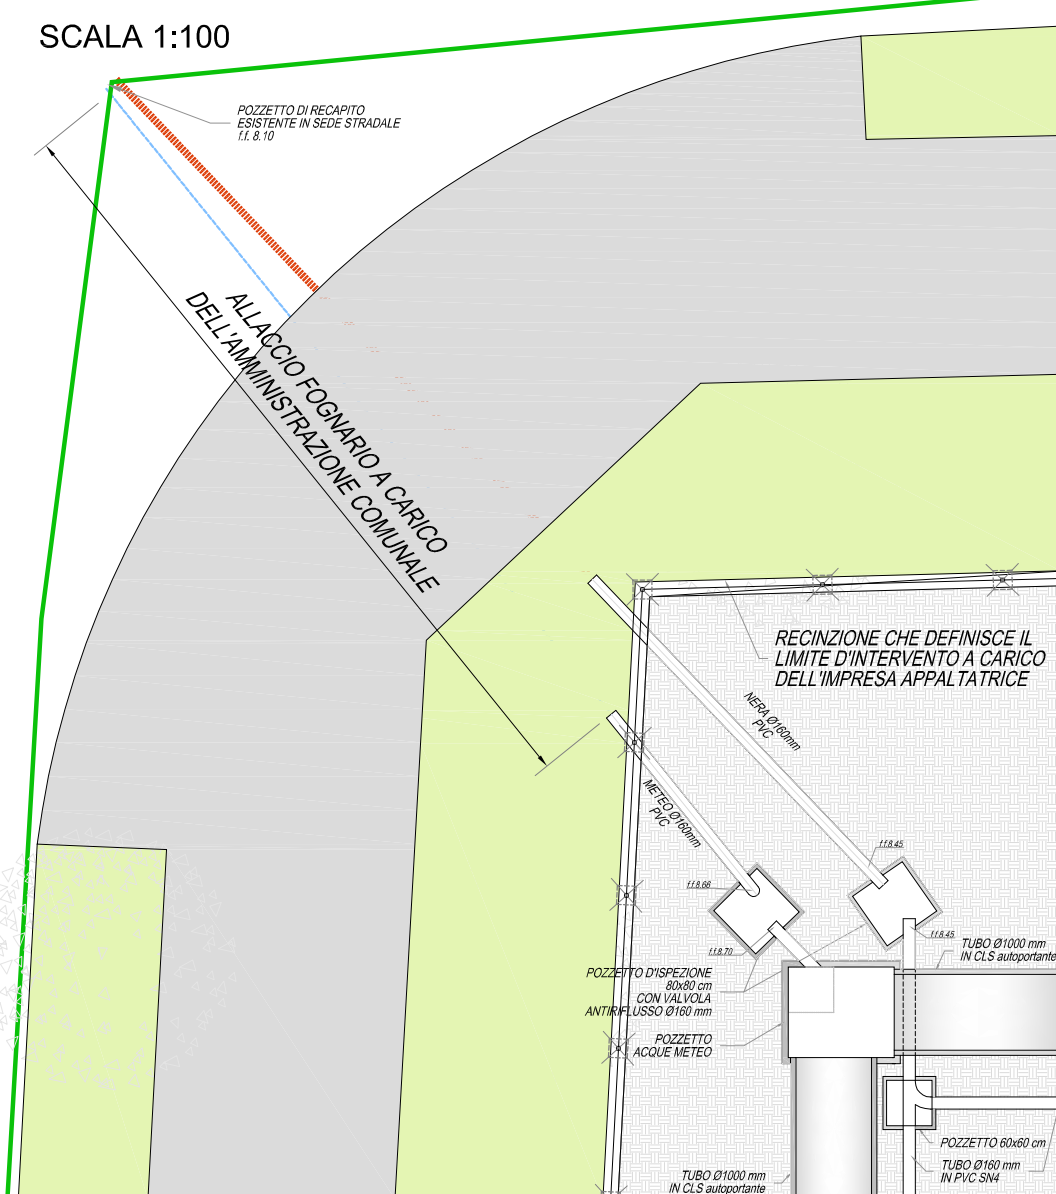 SCALA 1:100
POZZETTO DI RECAPITO
ESISTENTE IN SEDE STRADALE
f.f. 8.10
ALLACCIO FOGNARIO A CARICO
DELL'AMMINISTRAZIONE COMUNALE
RECINZIONE CHE DEFINISCE IL
LIMITE D'INTERVENTO A CARICO
DELL'IMPRESA APPALTATRICE
NERA Ø160mm
PVC
METEO Ø160mm
PVC
f.f.8.45
f.f.8.66
f.f.8.45
f.f.8.70
TUBO Ø1000 mm
IN CLS autoportante
POZZETTO D'ISPEZIONE
80x80 cm
CON VALVOLA
ANTIRIFLUSSO Ø160 mm
POZZETTO
ACQUE METEO
POZZETTO 60x60 cm
TUBO Ø160 mm
IN PVC SN4
TUBO Ø1000 mm
IN CLS autoportante